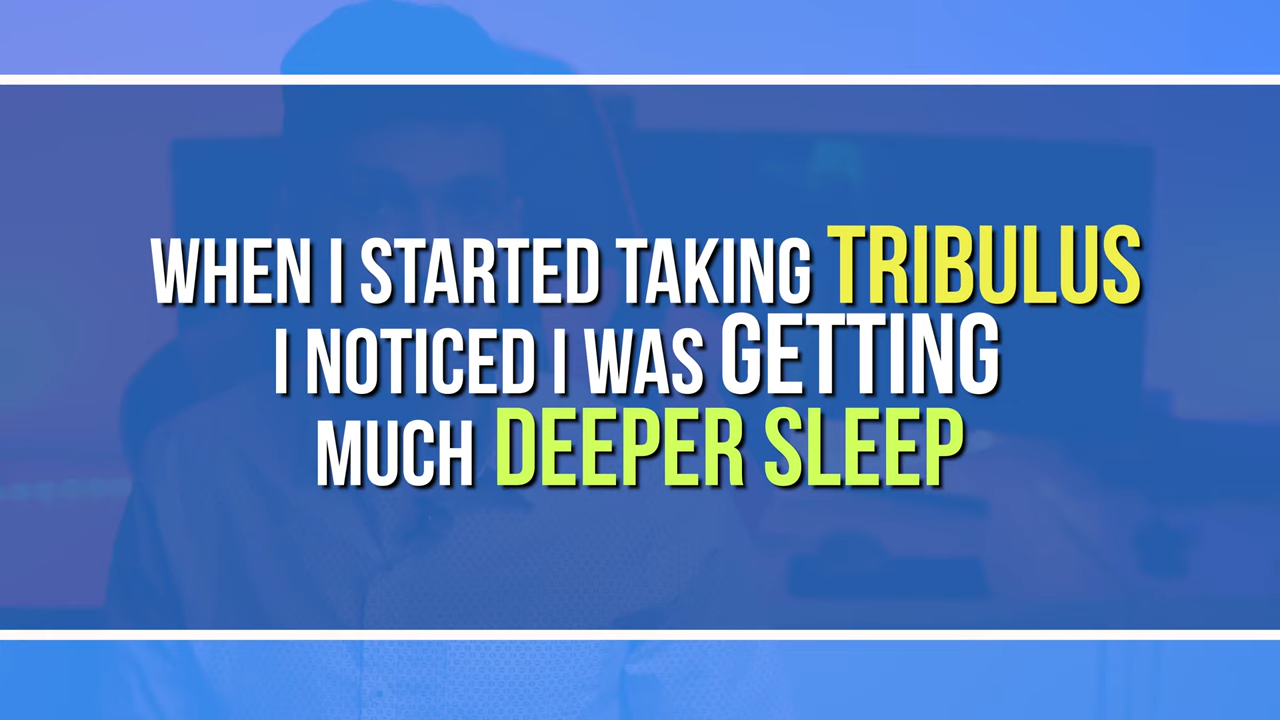 WHEN I STARTED TAKING TRIBULUS
I NOTICED I WAS GETTING
MUCH DEEPER SLEEP